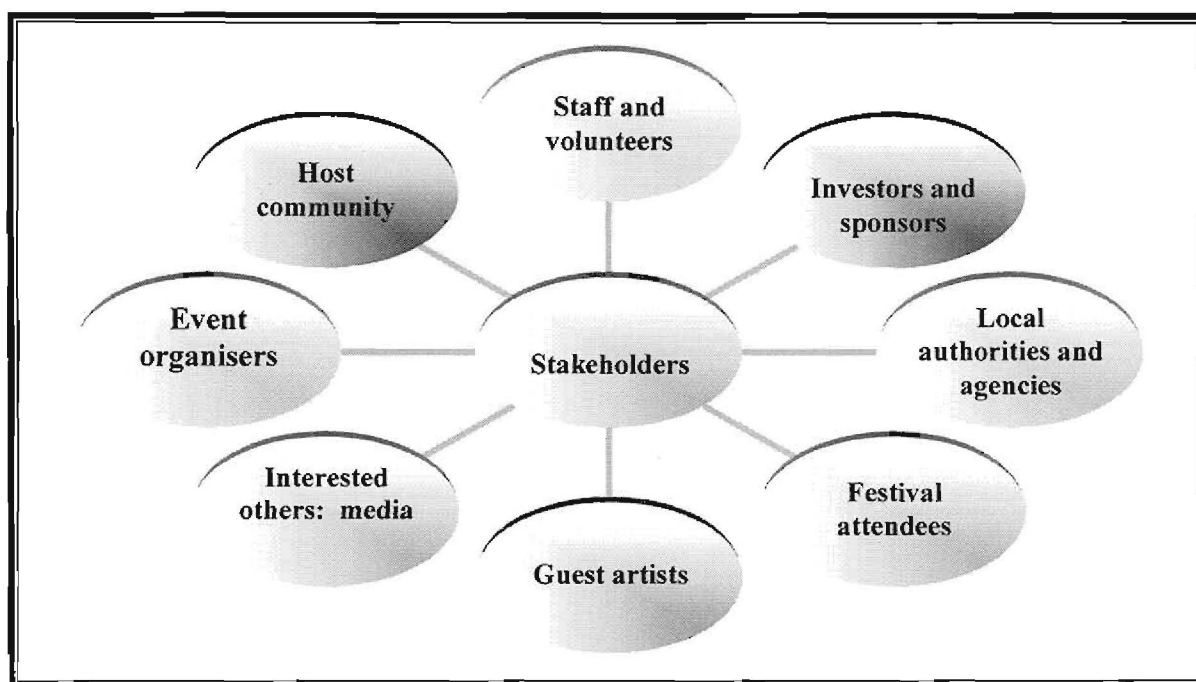 Staff and
volunteers
Host
community
Investors and
sponsors
Event
organisers
Stakeholders
Local
authorities and
agencies
Interested
others: media
Festival
attendees
Guest artists